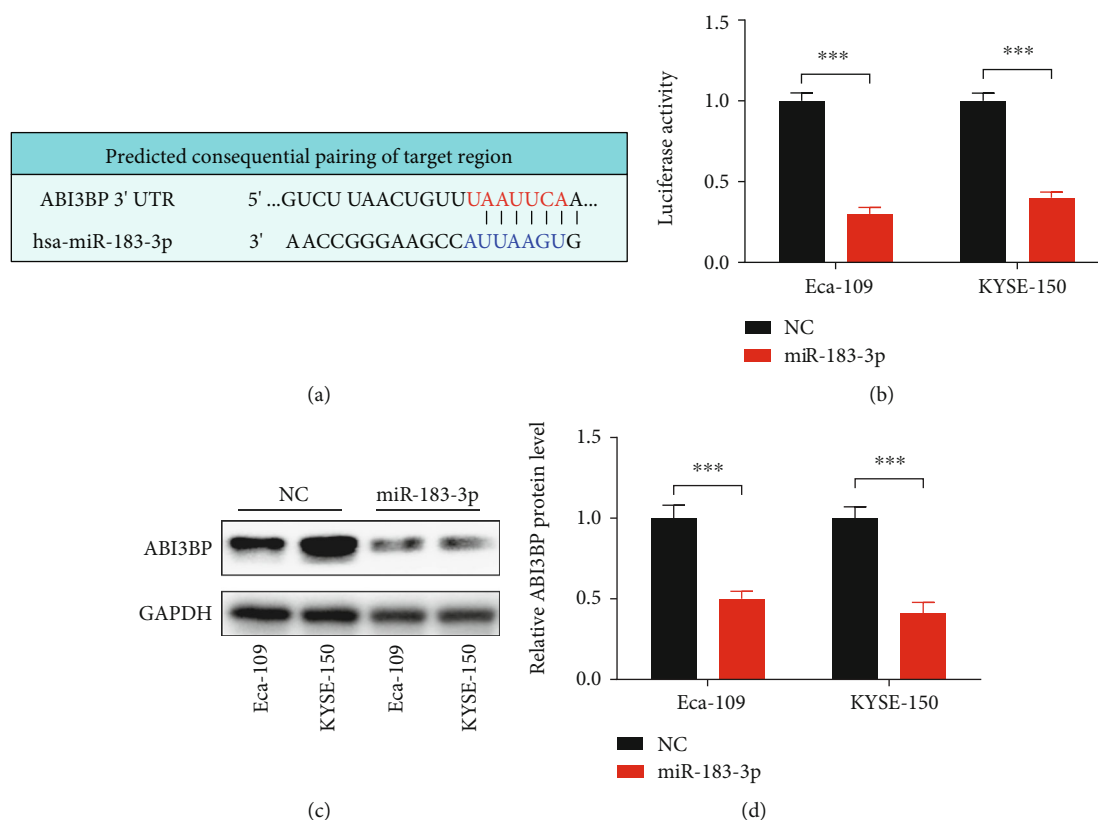 Predicted consequential pairing of target region
ABI3BP 3' UTR 5' ...GUCU UAACUGUUUAAUUCAA...
hsa-miR-183-3p 3' AACCGGGAAGCCAUUAAGUG
(a)
Luciferase activity
1.5
1.0
0.5
0.0
***
***
Eca-109
KYSE-150
NC
miR-183-3p
(b)
NC
miR-183-3p
ABI3BP
GAPDH
Eca-109
KYSE-150
Eca-109
KYSE-150
(c)
Relative ABI3BP protein level
1.5
1.0
0.5
0.0
***
***
Eca-109
KYSE-150
NC
miR-183-3p
(d)